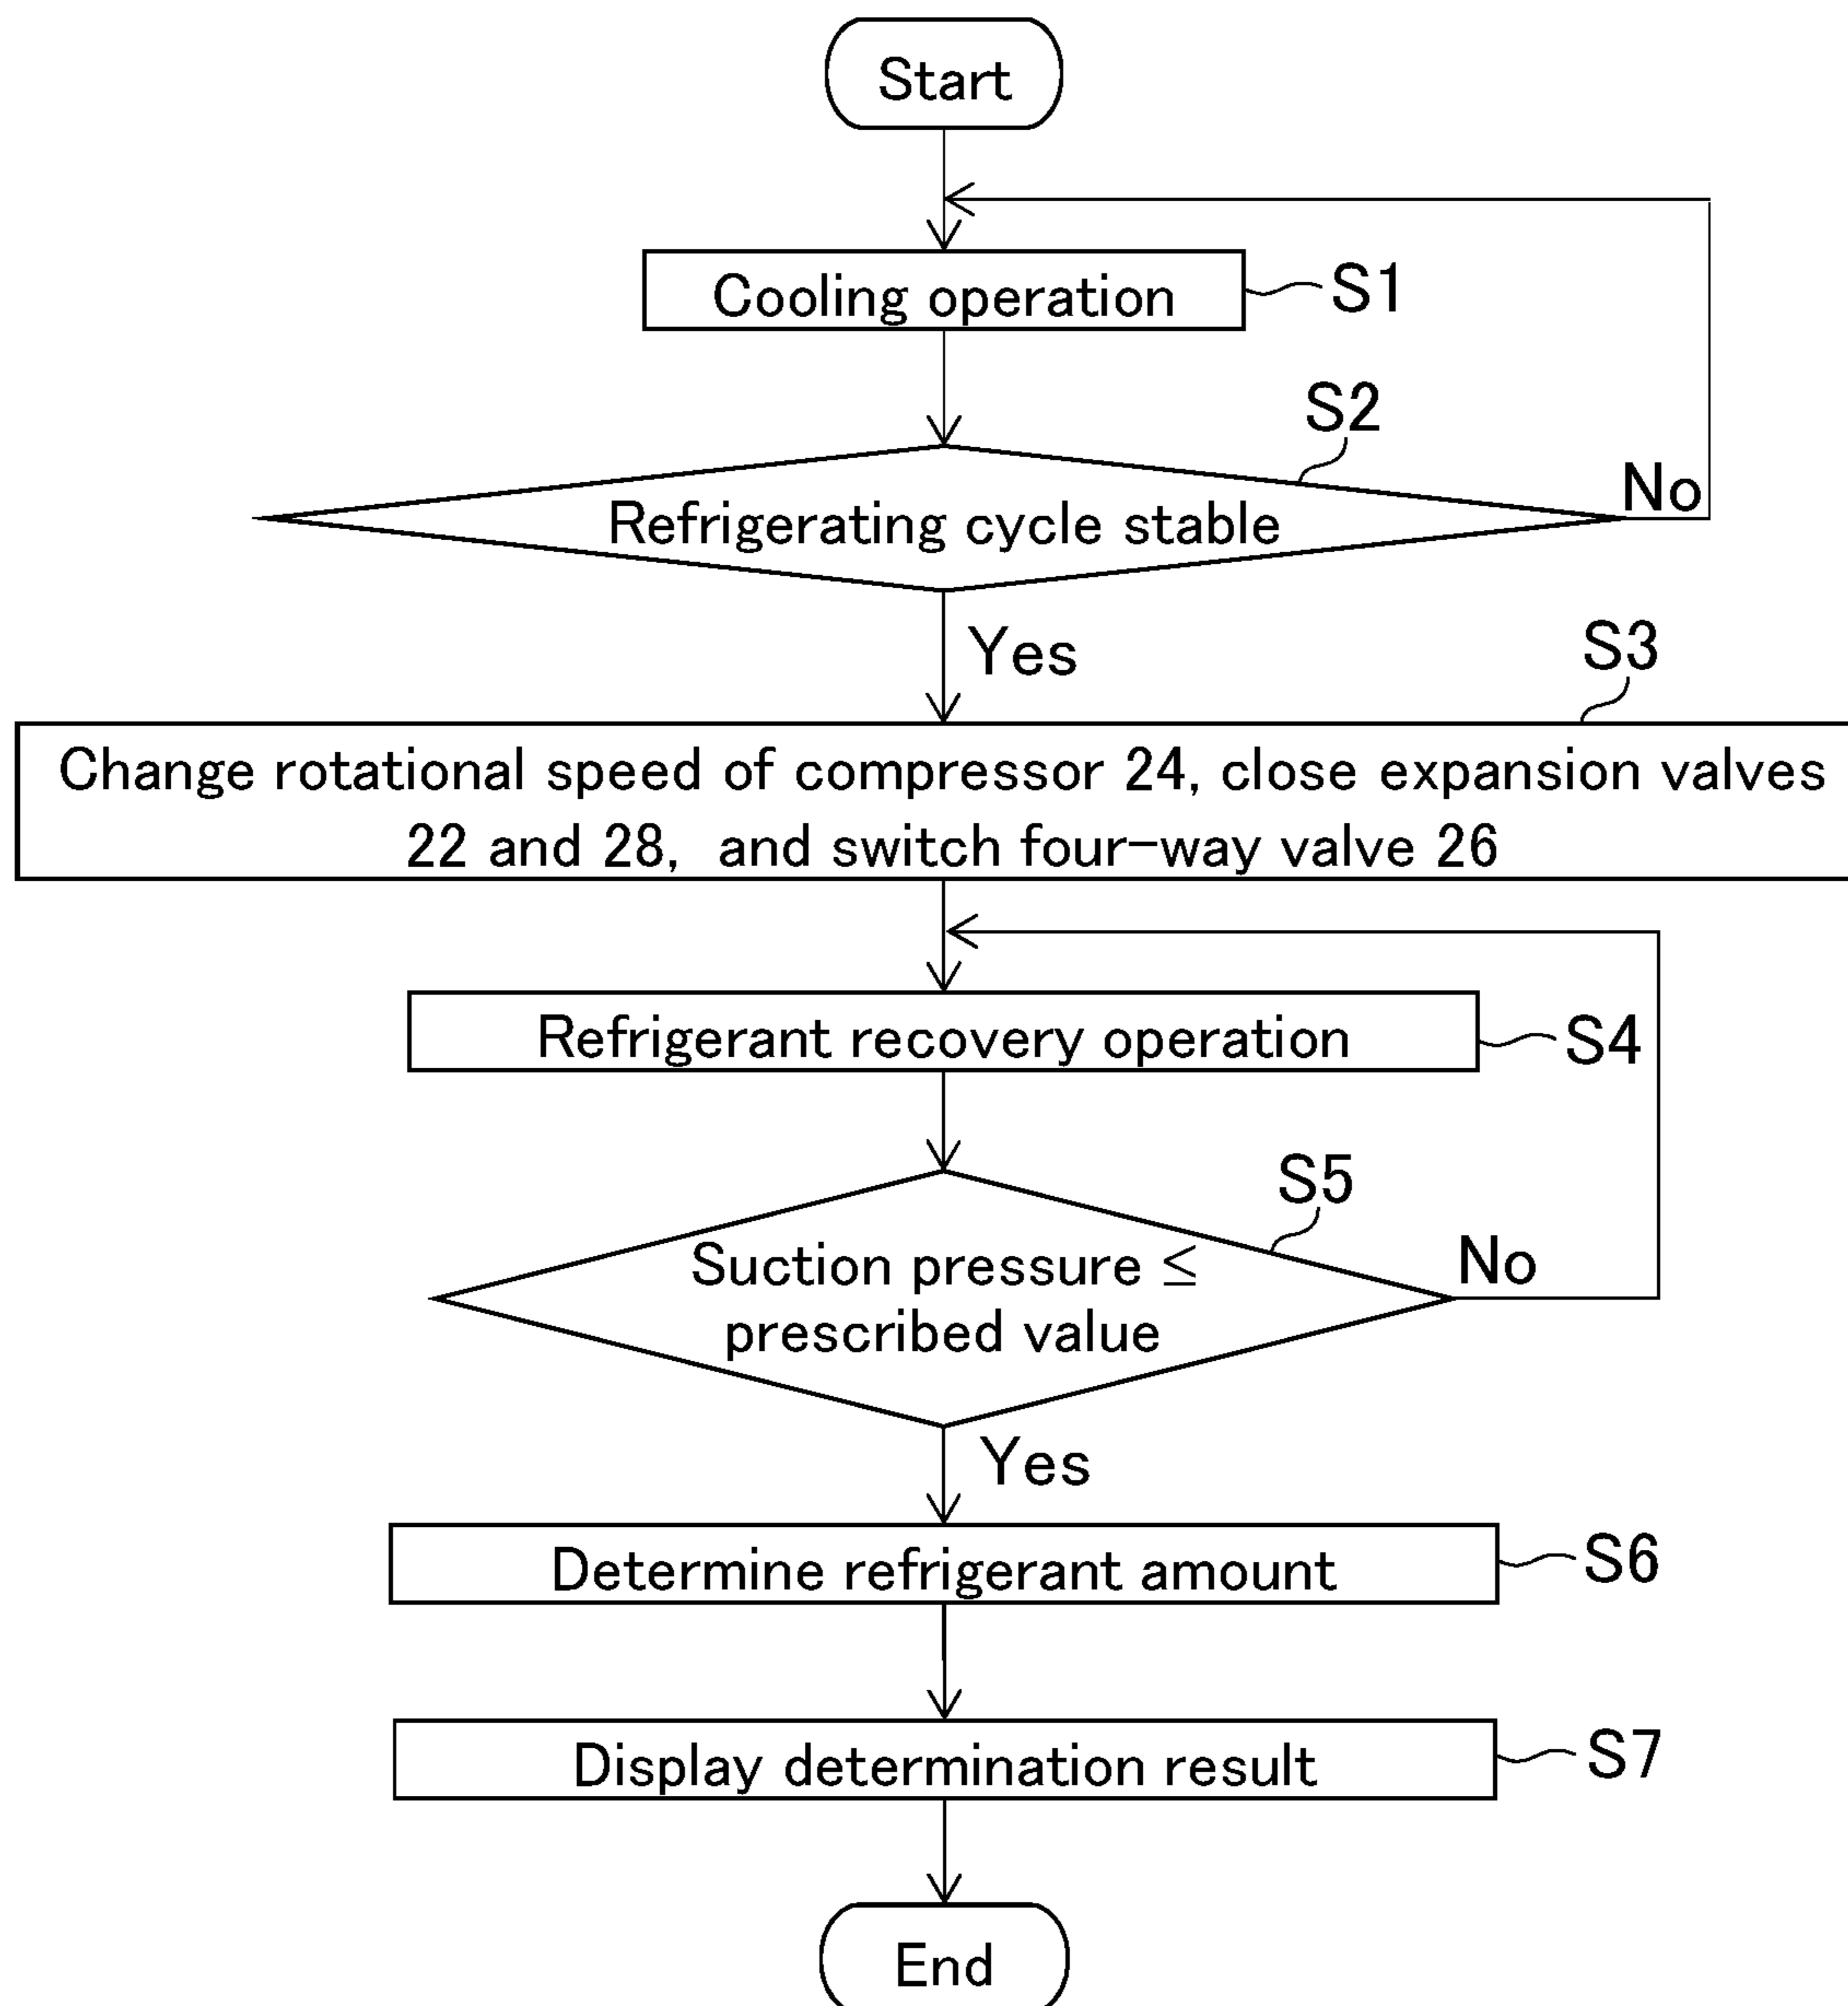 Start
Cooling operation
S1
S2
Refrigerating cycle stable
No
Yes
S3
Change rotational speed of compressor 24, close expansion valves
22 and 28, and switch four-way valve 26
Refrigerant recovery operation
S4
S5
Suction pressure ≤
prescribed value
No
Yes
Determine refrigerant amount
S6
Display determination result
S7
End